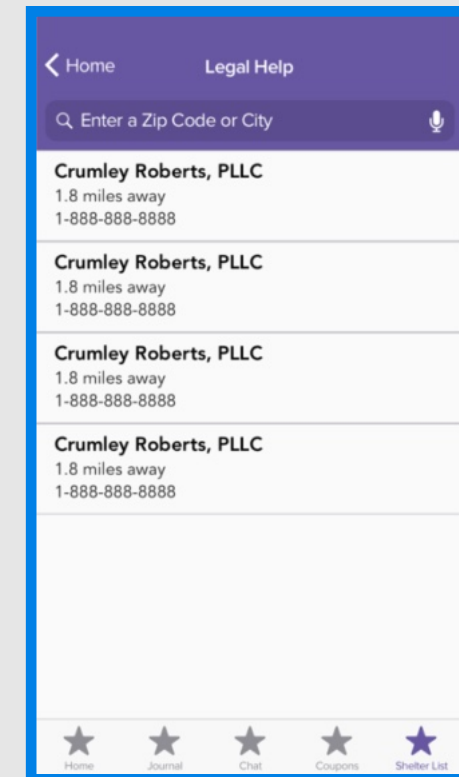 Home Legal Help
Enter a Zip Code or City
Crumley Roberts, PLLC
1.8 miles away
1-888-888-8888
Crumley Roberts, PLLC
1.8 miles away
1-888-888-8888
Crumley Roberts, PLLC
1.8 miles away
1-888-888-8888
Crumley Roberts, PLLC
1.8 miles away
1-888-888-8888
Home Journal Chat Coupons Shelter List